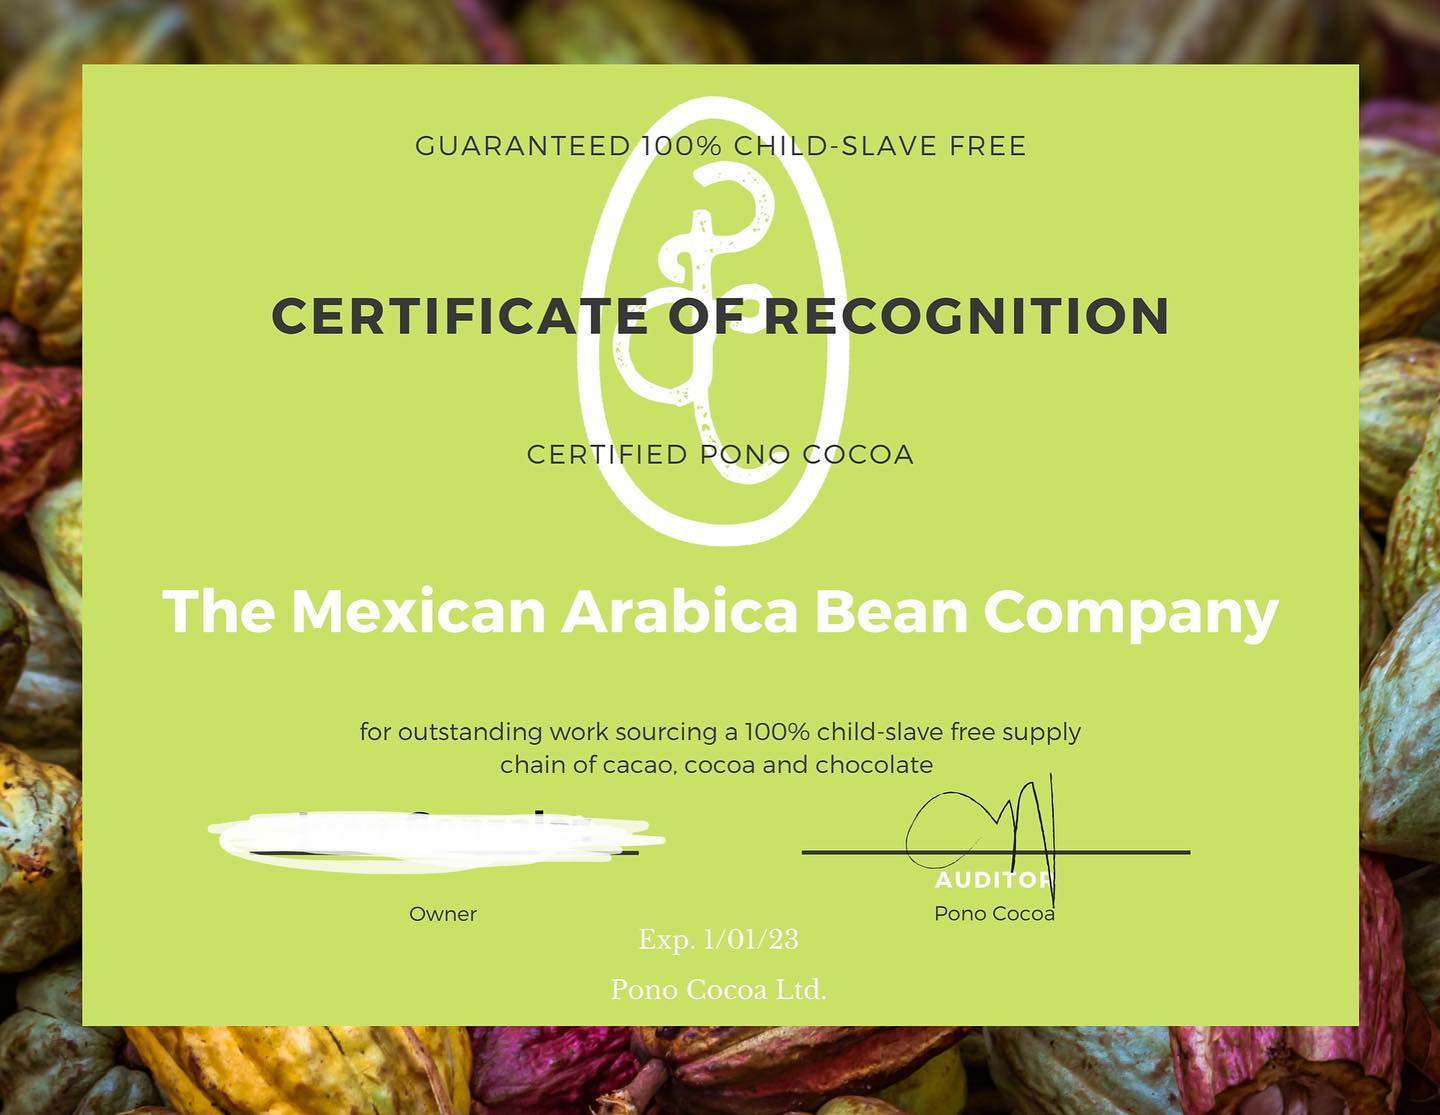 GUARANTEED 100% CHILD-SLAVE FREE
CERTIFICATE OF RECOGNITION
CERTIFIED PONO COCOA
The Mexican Arabica Bean Company
for outstanding work sourcing a 100% child-slave free supply
chain of cacao, cocoa and chocolate
AUDITOR
Owner
Pono Cocoa
Exp. 1/01/23
Pono Cocoa Ltd.